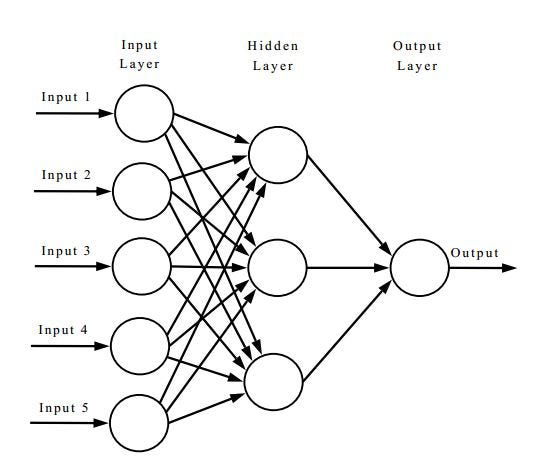 Input
Layer
Hidden
Layer
Output
Layer
Input 1
Input 2
Input 3
Input 4
Input 5
Output